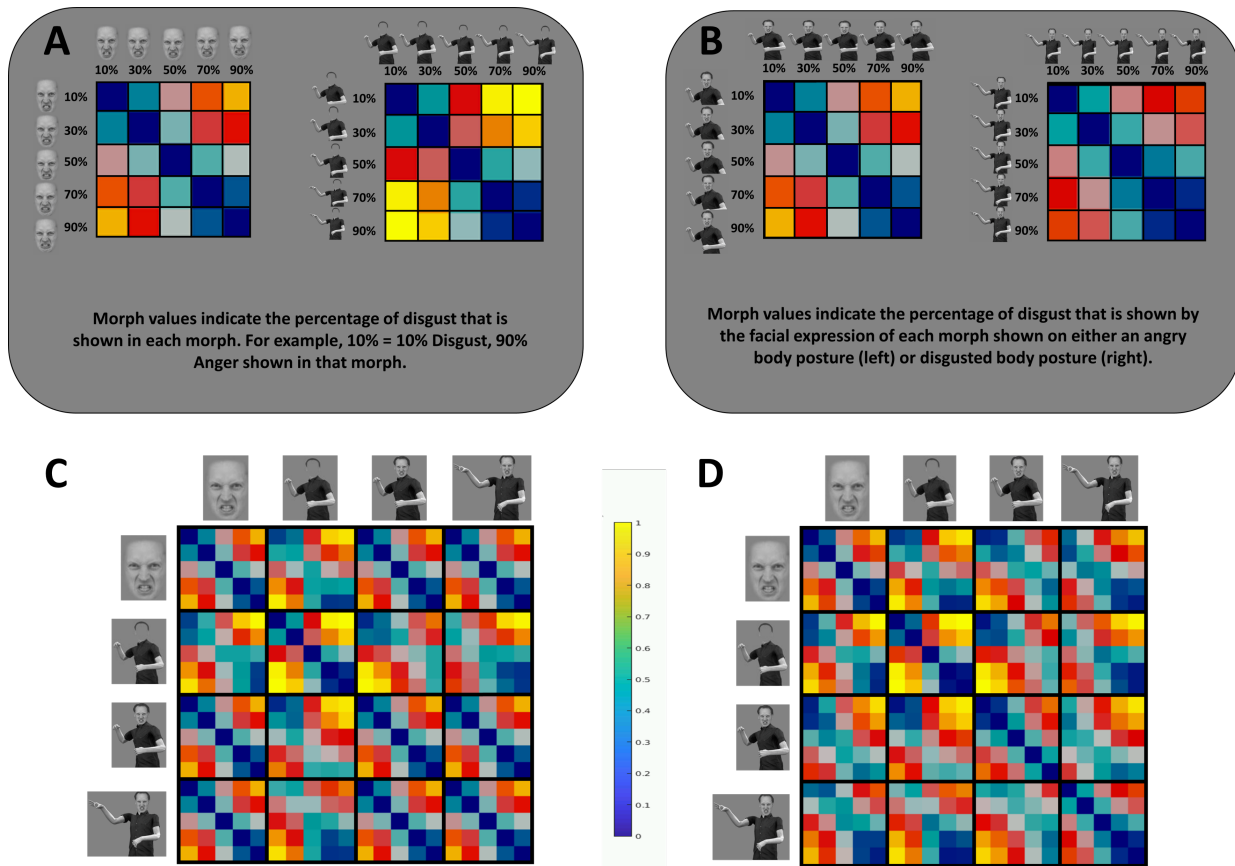 A
10% 30% 50% 70% 90%
10%
30%
50%
70%
90%
10% 30% 50% 70% 90%
10%
30%
50%
70%
90%
Morph values indicate the percentage of disgust that is
shown in each morph. For example, 10% = 10% Disgust, 90%
Anger shown in that morph.
B
10% 30% 50% 70% 90%
10%
30%
50%
70%
90%
10% 30% 50% 70% 90%
10%
30%
50%
70%
90%
Morph values indicate the percentage of disgust that is shown by
the facial expression of each morph shown on either an angry
body posture (left) or disgusted body posture (right).
C
1
0.9
0.8
0.7
0.6
0.5
0.4
0.3
0.2
0.1
0
D